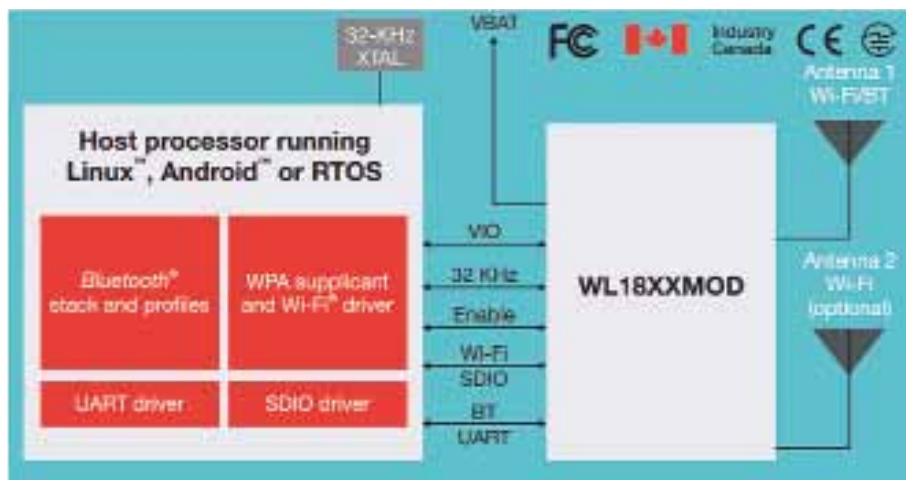 32-KHz
XTAL
VBAT
FC
Industry
Canada
CE
Antenna 1
Wi-Fi/BT
Host processor running
Linux™, Android™ or RTOS
Bluetooth®
stack and profiles
WPA supplicant
and Wi-Fi® driver
UART driver
SDIO driver
VIO
32 KHz
Enable
Wi-Fi
SDIO
BT
UART
WL18XXMOD
Antenna 2
Wi-Fi
(optional)